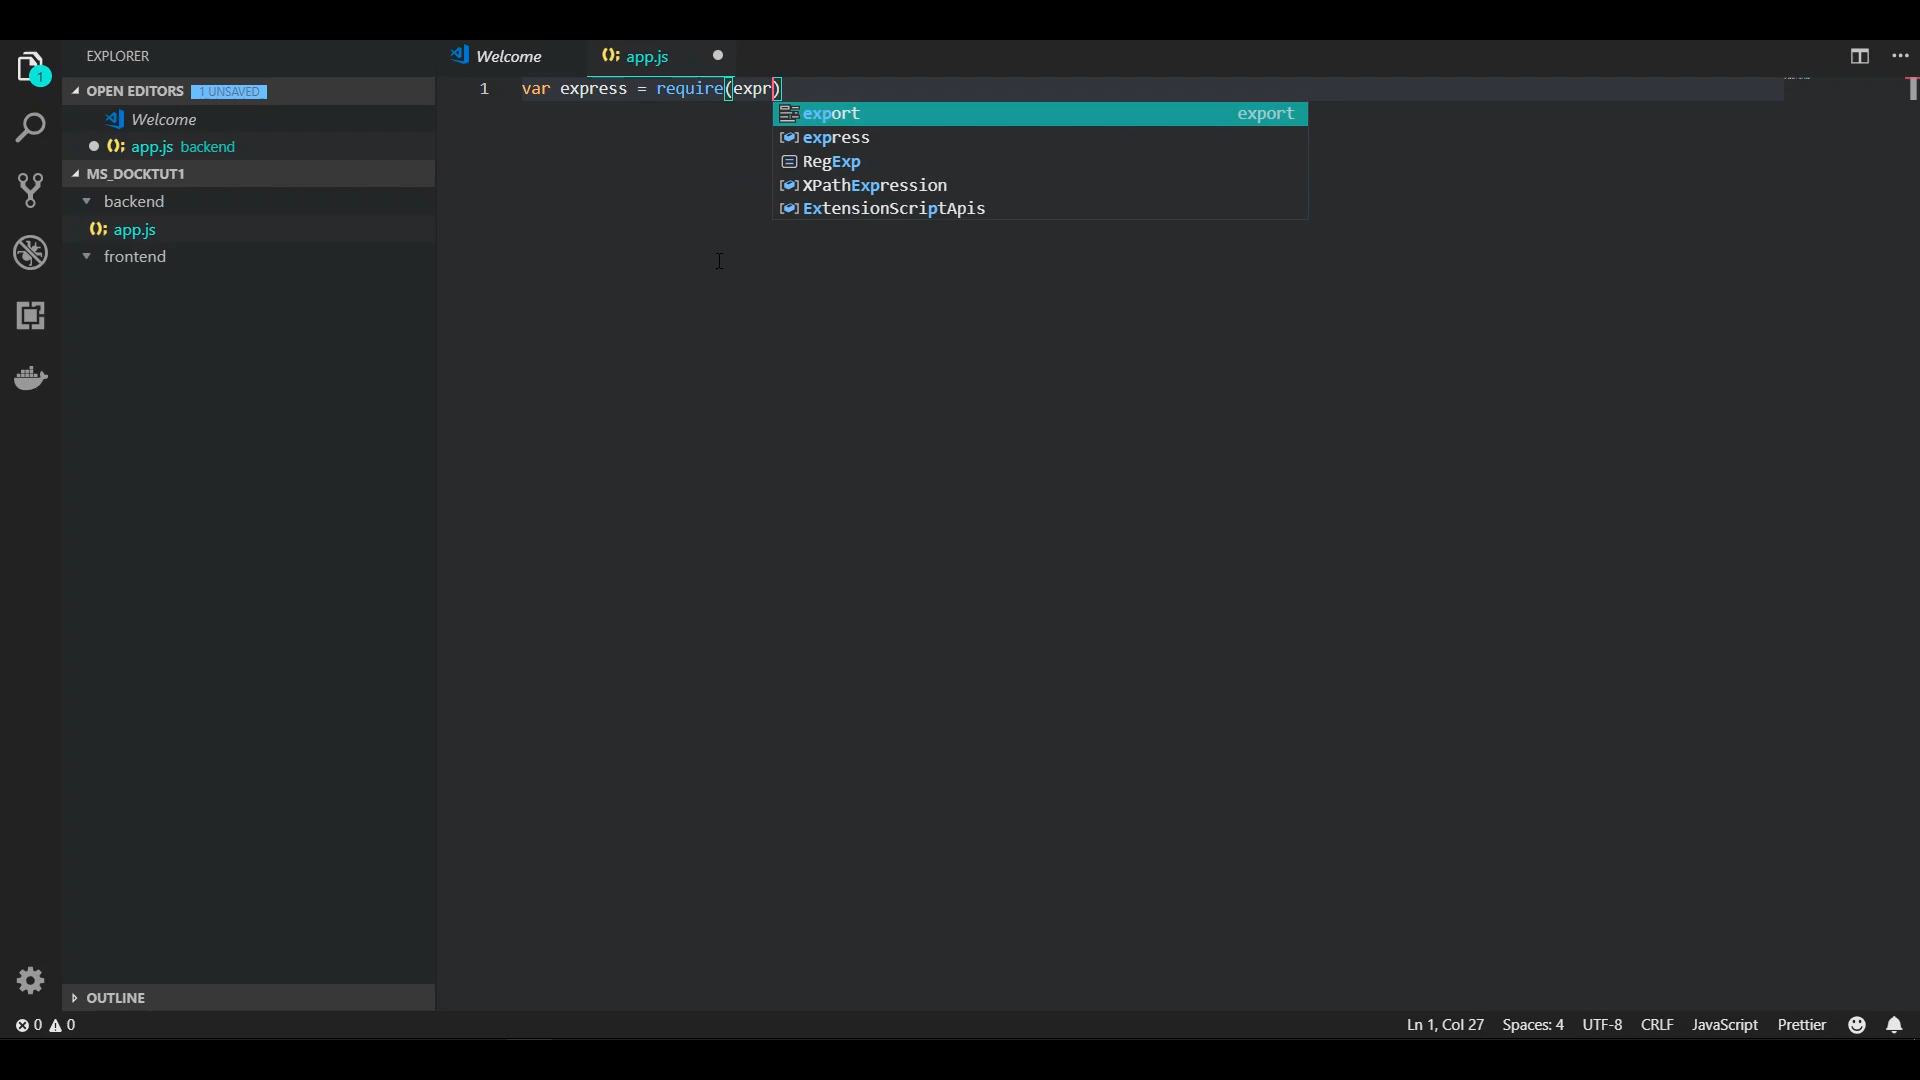 EXPLORER
Welcome
app.js
1
OPEN EDITORS 1 UNSAVED
1 var express = require(expr)
export export
Welcome
express
app.js backend
RegExp
MS_DOCKTUT1
XPathExpression
backend
ExtensionScriptApis
app.js
frontend
OUTLINE
0 0
Ln 1, Col 27 Spaces: 4 UTF-8 CRLF JavaScript Prettier